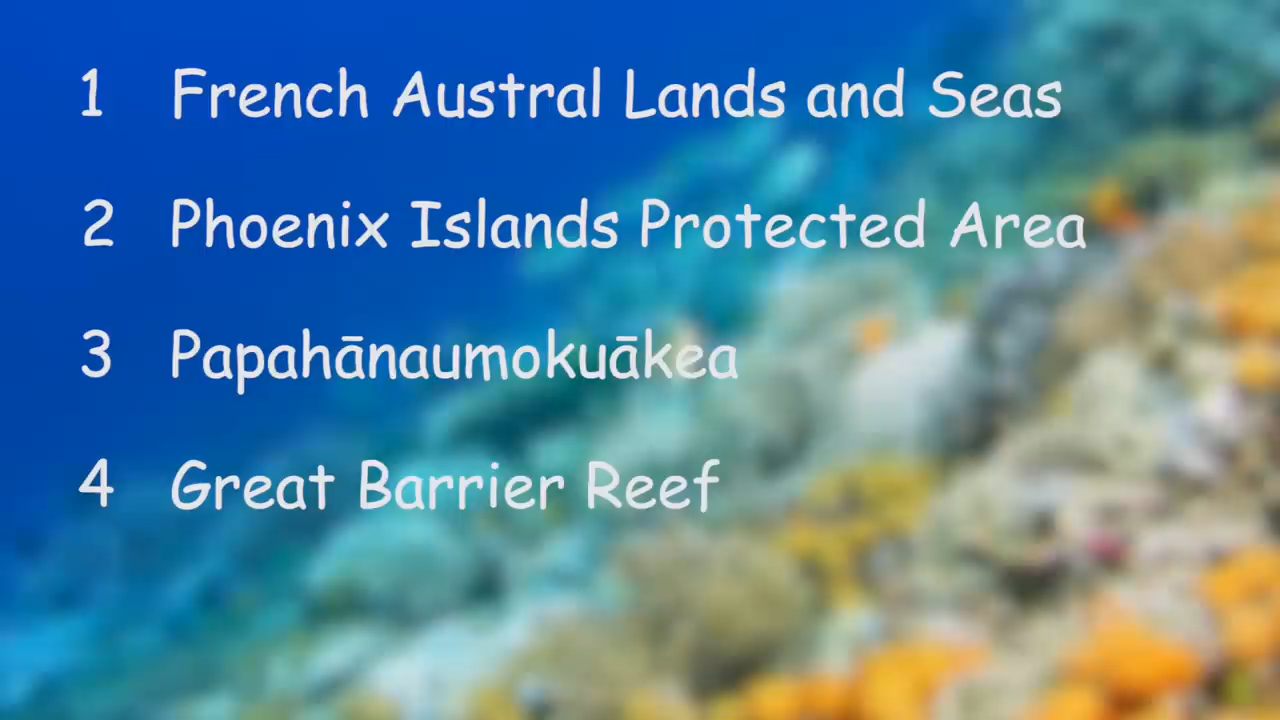 1 French Austral Lands and Seas
2 Phoenix Islands Protected Area
3 Papahānaumokuākea
4 Great Barrier Reef